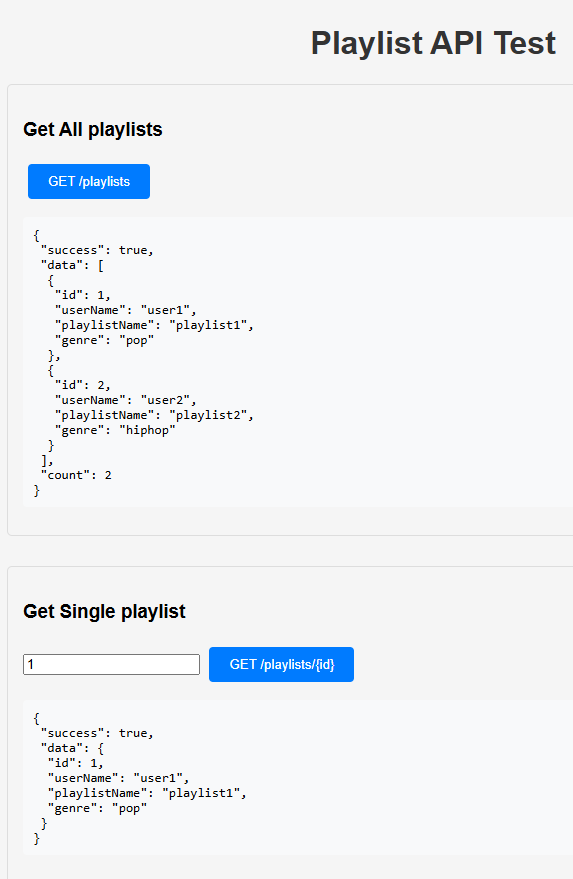 Playlist API Test
Get All playlists
GET /playlists
{
 "success": true,
 "data": [
  {
   "id": 1,
   "userName": "user1",
   "playlistName": "playlist1",
   "genre": "pop"
  },
  {
   "id": 2,
   "userName": "user2",
   "playlistName": "playlist2",
   "genre": "hiphop"
  }
 ],
 "count": 2
}
Get Single playlist
1 GET /playlists/{id}
{
 "success": true,
 "data": {
  "id": 1,
  "userName": "user1",
  "playlistName": "playlist1",
  "genre": "pop"
 }
}